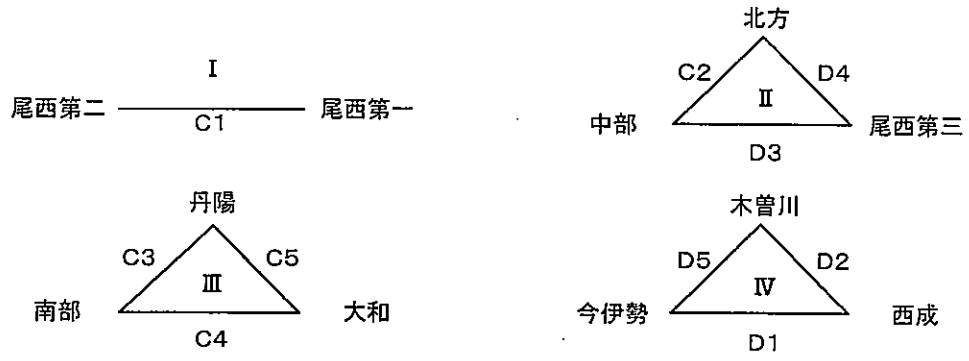 Ⅰ
尾西第二
尾西第一
C1
北方
C2
D4
Ⅱ
中部
尾西第三
D3
丹陽
C3
C5
Ⅲ
南部
大和
C4
木曽川
D5
D2
Ⅳ
今伊勢
西成
D1